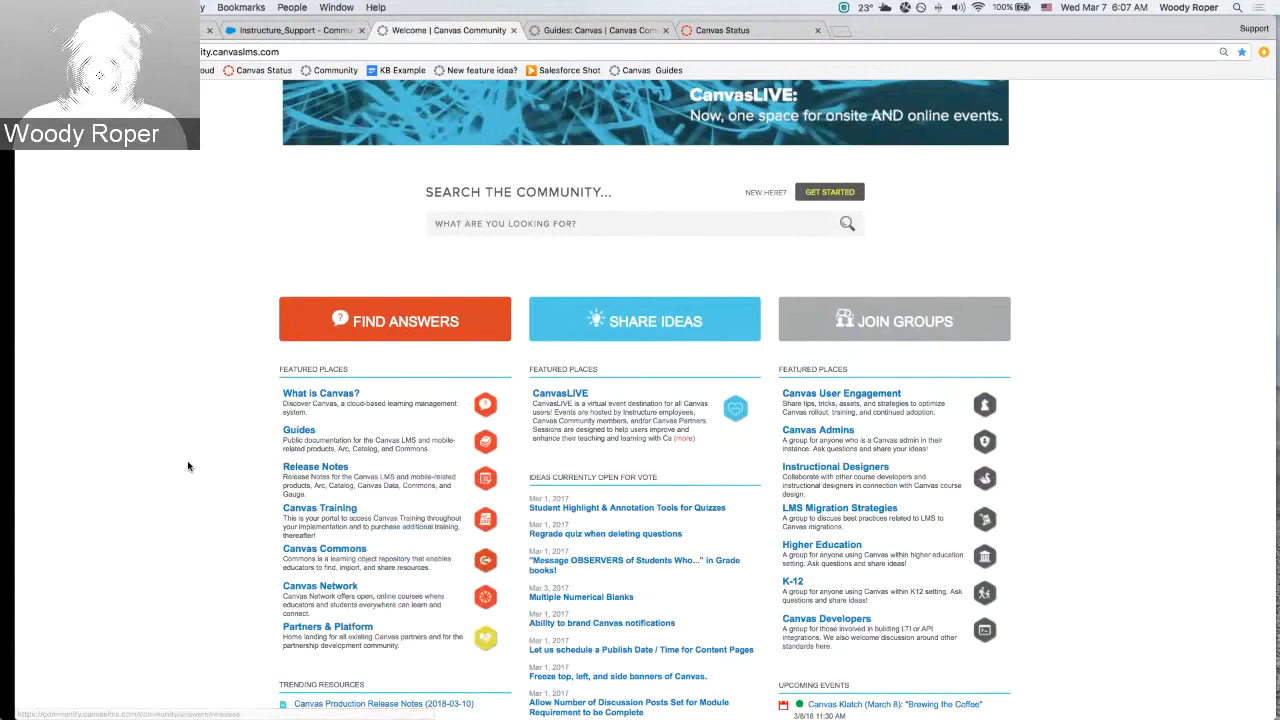 Bookmarks People Window Help
23° 100% Wed Mar 7 6:07 AM Woody Roper
Instructure_Support - Commu Welcome | Canvas Community Guides: Canvas | Canvas Com Canvas Status Support
ity.canvaslms.com
oud Canvas Status Community KB Example New feature idea? Salesforce Shot Canvas Guides
Woody Roper
CanvasLIVE:
Now, one space for onsite AND online events.
SEARCH THE COMMUNITY...
NEW HERE? GET STARTED
WHAT ARE YOU LOOKING FOR?
FIND ANSWERS
FEATURED PLACES
What is Canvas?
Discover Canvas, a cloud-based learning management
system.
Guides
Public documentation for the Canvas LMS and mobile-
related products, Arc, Catalog, and Commons.
Release Notes
Release Notes for the Canvas LMS and mobile-related
products, Arc, Catalog, Canvas Data, Commons, and
Gauge.
Canvas Training
This is your portal to access Canvas Training throughout
your implementation and to purchase additional training,
thereafter!
Canvas Commons
Commons is a learning object repository that enables
educators to find, import, and share resources.
Canvas Network
Canvas Network offers open, online courses where
educators and students everywhere can learn and
connect.
Partners & Platform
Home landing for all existing Canvas partners and for the
partnership development community.
TRENDING RESOURCES
Canvas Production Release Notes (2018-03-10)
SHARE IDEAS
FEATURED PLACES
CanvasLIVE
CanvasLIVE is a virtual event destination for all Canvas
users! Events are hosted by Instructure employees,
Canvas Community members, and/or Canvas Partners
Sessions are designed to help users improve and
enhance their teaching and learning with Ca (more)
IDEAS CURRENTLY OPEN FOR VOTE
Mar 1, 2017
Student Highlight & Annotation Tools for Quizzes
Mar 1, 2017
Regrade quiz when deleting questions
Mar 1, 2017
"Message OBSERVERS of Students Who..." in Grade
books!
Mar 3, 2017
Multiple Numerical Blanks
Mar 1, 2017
Ability to brand Canvas notifications
Mar 1, 2017
Let us schedule a Publish Date / Time for Content Pages
Mar 1, 2017
Freeze top, left, and side banners of Canvas.
Mar 1, 2017
Allow Number of Discussion Posts Set for Module
Requirement to be Complete
JOIN GROUPS
FEATURED PLACES
Canvas User Engagement
Share tips, tricks, assets, and strategies to optimize
Canvas rollout, training, and continued adoption.
Canvas Admins
A group for anyone who is a Canvas admin in their
instance. Ask questions and share your ideas!
Instructional Designers
Collaborate with other course developers and
instructional designers in connection with Canvas course
design.
LMS Migration Strategies
A group to discuss best practices related to LMS to
Canvas migrations.
Higher Education
A group for anyone using Canvas within higher education
setting. Ask questions and share ideas!
K-12
A group for anyone using Canvas within K12 setting. Ask
questions and share ideas!
Canvas Developers
A group for those involved in building LTI or API
integrations. We also welcome discussion around other
standards here.
UPCOMING EVENTS
Canvas Klatch (March 8): "Brewing the Coffee"
3/8/18 11:30 AM
https://community.canvaslms.com/community/answers/releases